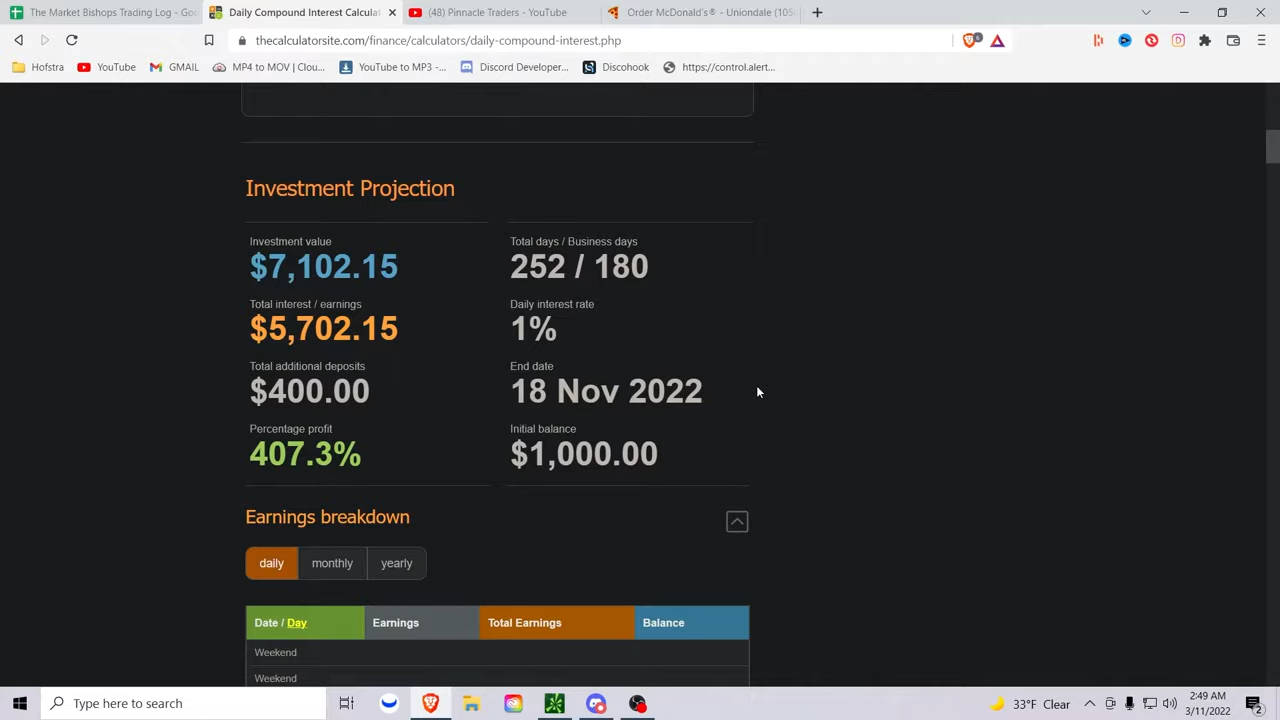 The Market Bishops Trading Log - Goo
Daily Compound Interest Calculat
(48) Pinnacle Traders - YouTube
Order McDonald's® - Uniondale (105
thecalculatorsite.com/finance/calculators/daily-compound-interest.php
Hofstra
YouTube
GMAIL
MP4 to MOV | Clou...
YouTube to MP3 -...
Discord Developer...
Discohook
https://control.alert...
Investment Projection
Investment value
$7,102.15
Total days / Business days
252 / 180
Total interest / earnings
$5,702.15
Daily interest rate
1%
Total additional deposits
$400.00
End date
18 Nov 2022
Percentage profit
407.3%
Initial balance
$1,000.00
Earnings breakdown
daily monthly yearly
Date / Day Earnings Total Earnings Balance
Weekend
Weekend
Type here to search
33°F Clear
2:49 AM
3/11/2022
2